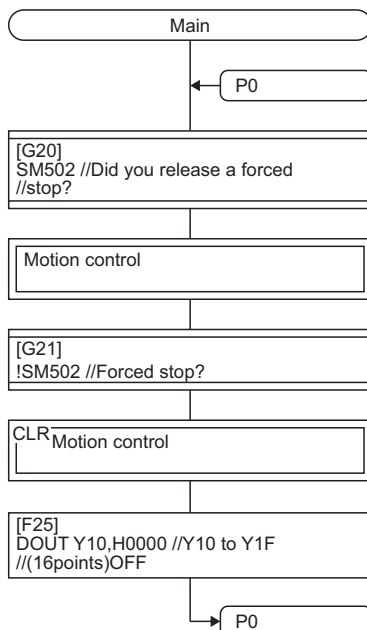 Main
P0
[G20]
SM502 //Did you release a forced
//stop?
Motion control
[G21]
!SM502 //Forced stop?
CLR
Motion control
[F25]
DOUT Y10,H0000 //Y10 to Y1F
//(16points)OFF
P0